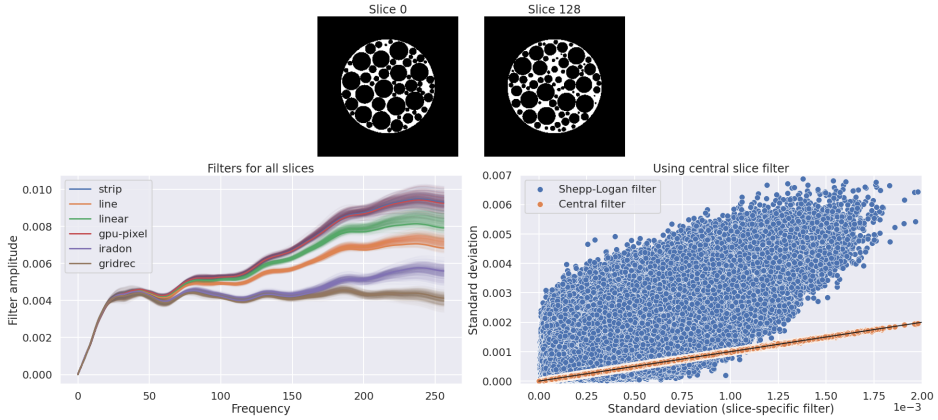 Slice 0
Slice 128
Filters for all slices
Filter amplitude
0.010
0.008
0.006
0.004
0.002
0.000
strip
line
linear
gpu-pixel
iradon
gridrec
0 50 100 150 200 250
Frequency
Using central slice filter
Standard deviation
0.007
0.006
0.005
0.004
0.003
0.002
0.001
0.000
Shepp-Logan filter
Central filter
0.00 0.25 0.50 0.75 1.00 1.25 1.50 1.75 2.00
1e−3
Standard deviation (slice-specific filter)